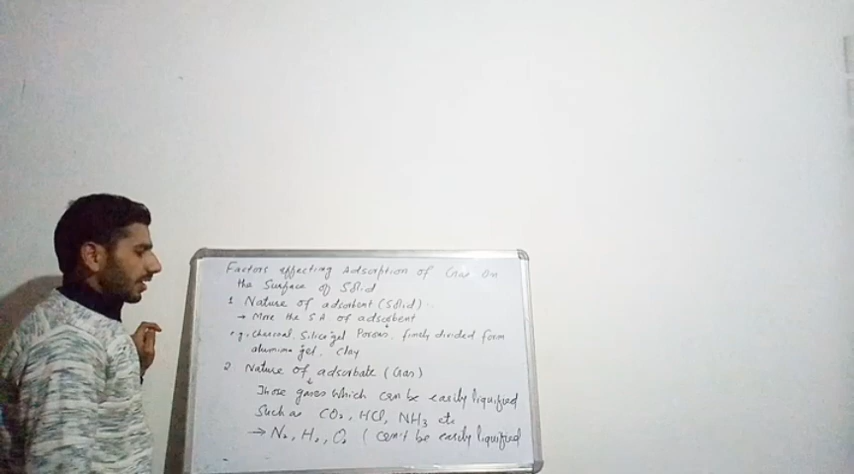 Factors affecting Adsorption of Gas On
the Surface of Solid
1. Nature of adsorbent (Solid)
→ More the SA of adsorbent
e.g, Charcoal, Silica gel Porous, finely divided form
alumina gel, Clay
2. Nature of adsorbate (Gas)
↓
Those gases which can be easily liquified
Such as CO₂, HCl, NH₃ etc
→ N₂, H₂, O₂ ( can't be easily liquified